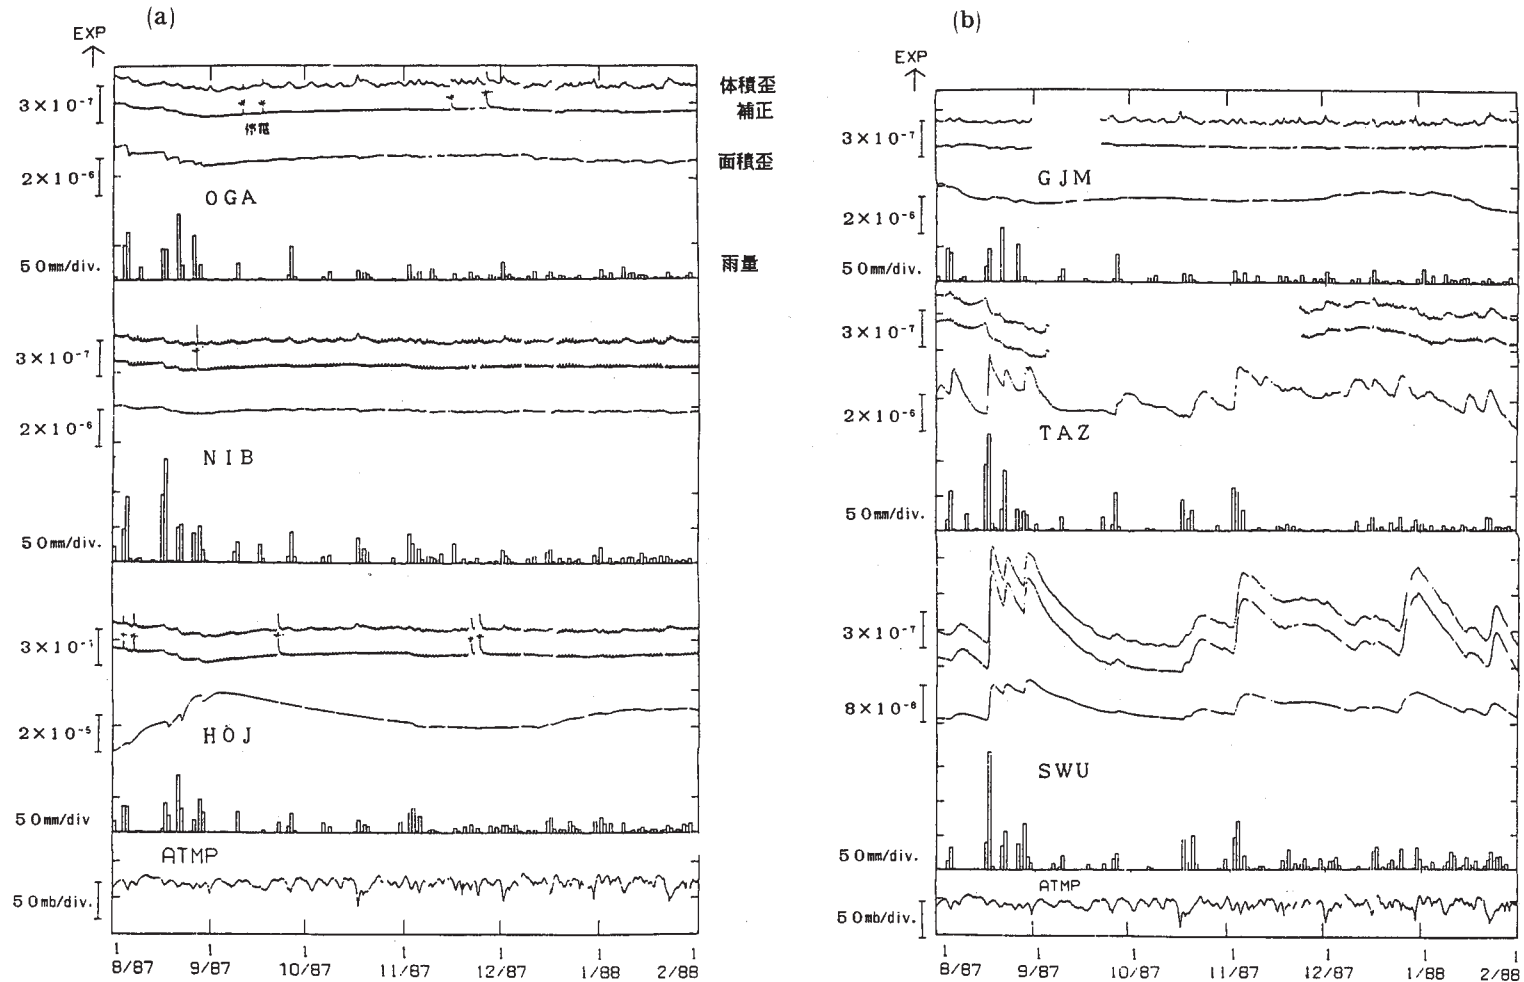 (a)
EXP
3×10⁻⁷
体積歪
補正
停電
面積歪
2×10⁻⁶
OGA
50mm/div.
雨量
3×10⁻⁷
2×10⁻⁶
NIB
50mm/div.
3×10⁻⁷
2×10⁻⁵
HOJ
50mm/div
ATMP
50mb/div.
1 1 1 1 1 1 1
8/87 9/87 10/87 11/87 12/87 1/88 2/88
(b)
EXP
3×10⁻⁷
GJM
2×10⁻⁶
50mm/div.
3×10⁻⁷
2×10⁻⁶
TAZ
50mm/div.
3×10⁻⁷
8×10⁻⁶
SWU
50mm/div.
ATMP
50mb/div.
1 1 1 1 1 1 1
8/87 9/87 10/87 11/87 12/87 1/88 2/88